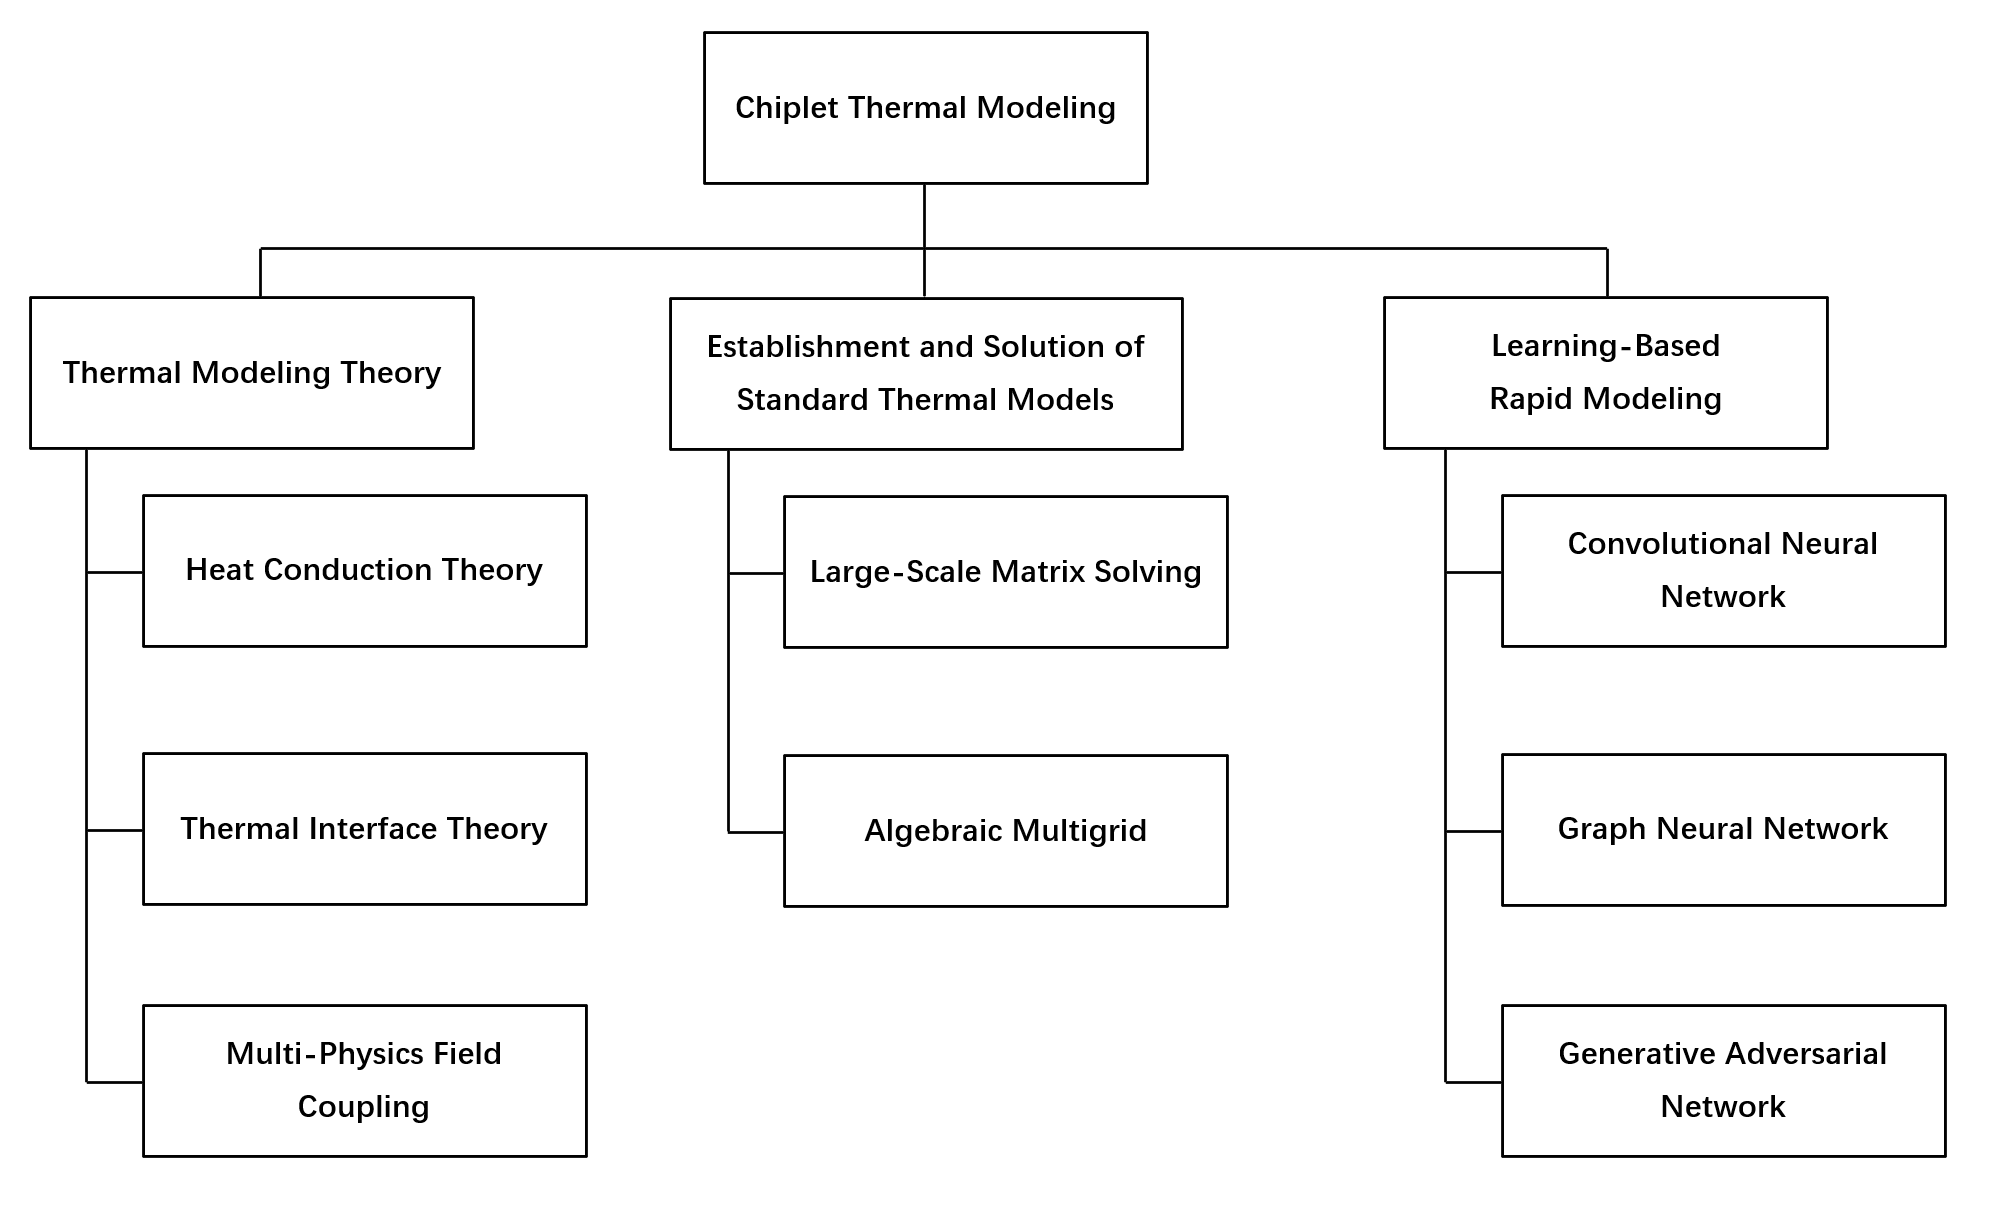 Chiplet Thermal Modeling
Thermal Modeling Theory
Establishment and Solution of
Standard Thermal Models
Learning-Based
Rapid Modeling
Heat Conduction Theory
Large-Scale Matrix Solving
Convolutional Neural
Network
Thermal Interface Theory
Algebraic Multigrid
Graph Neural Network
Multi-Physics Field
Coupling
Generative Adversarial
Network